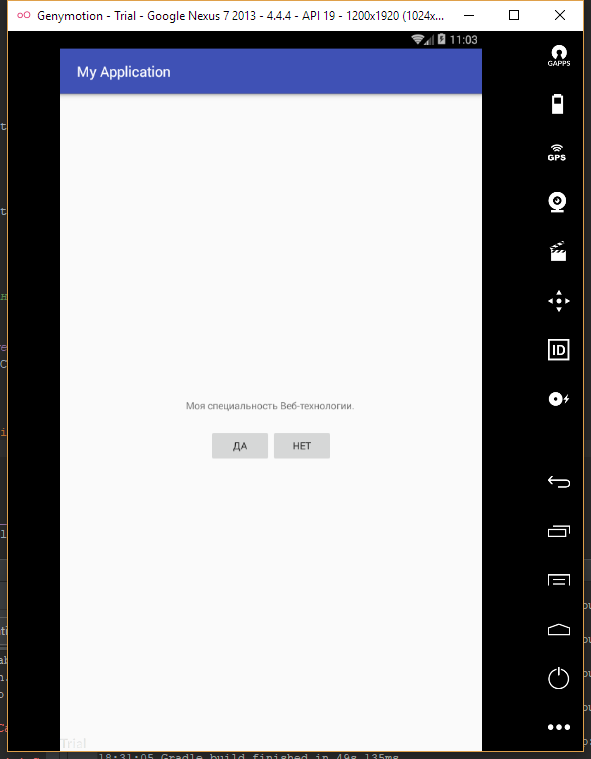 Genymotion - Trial - Google Nexus 7 2013 - 4.4.4 - API 19 - 1200x1920 (1024x...
11:03
GAPPS
My Application
GPS
ID
Моя специальность Веб-технологии.
ДА
НЕТ
Trial
18:31:05 Gradle build finished in 49s 135ms